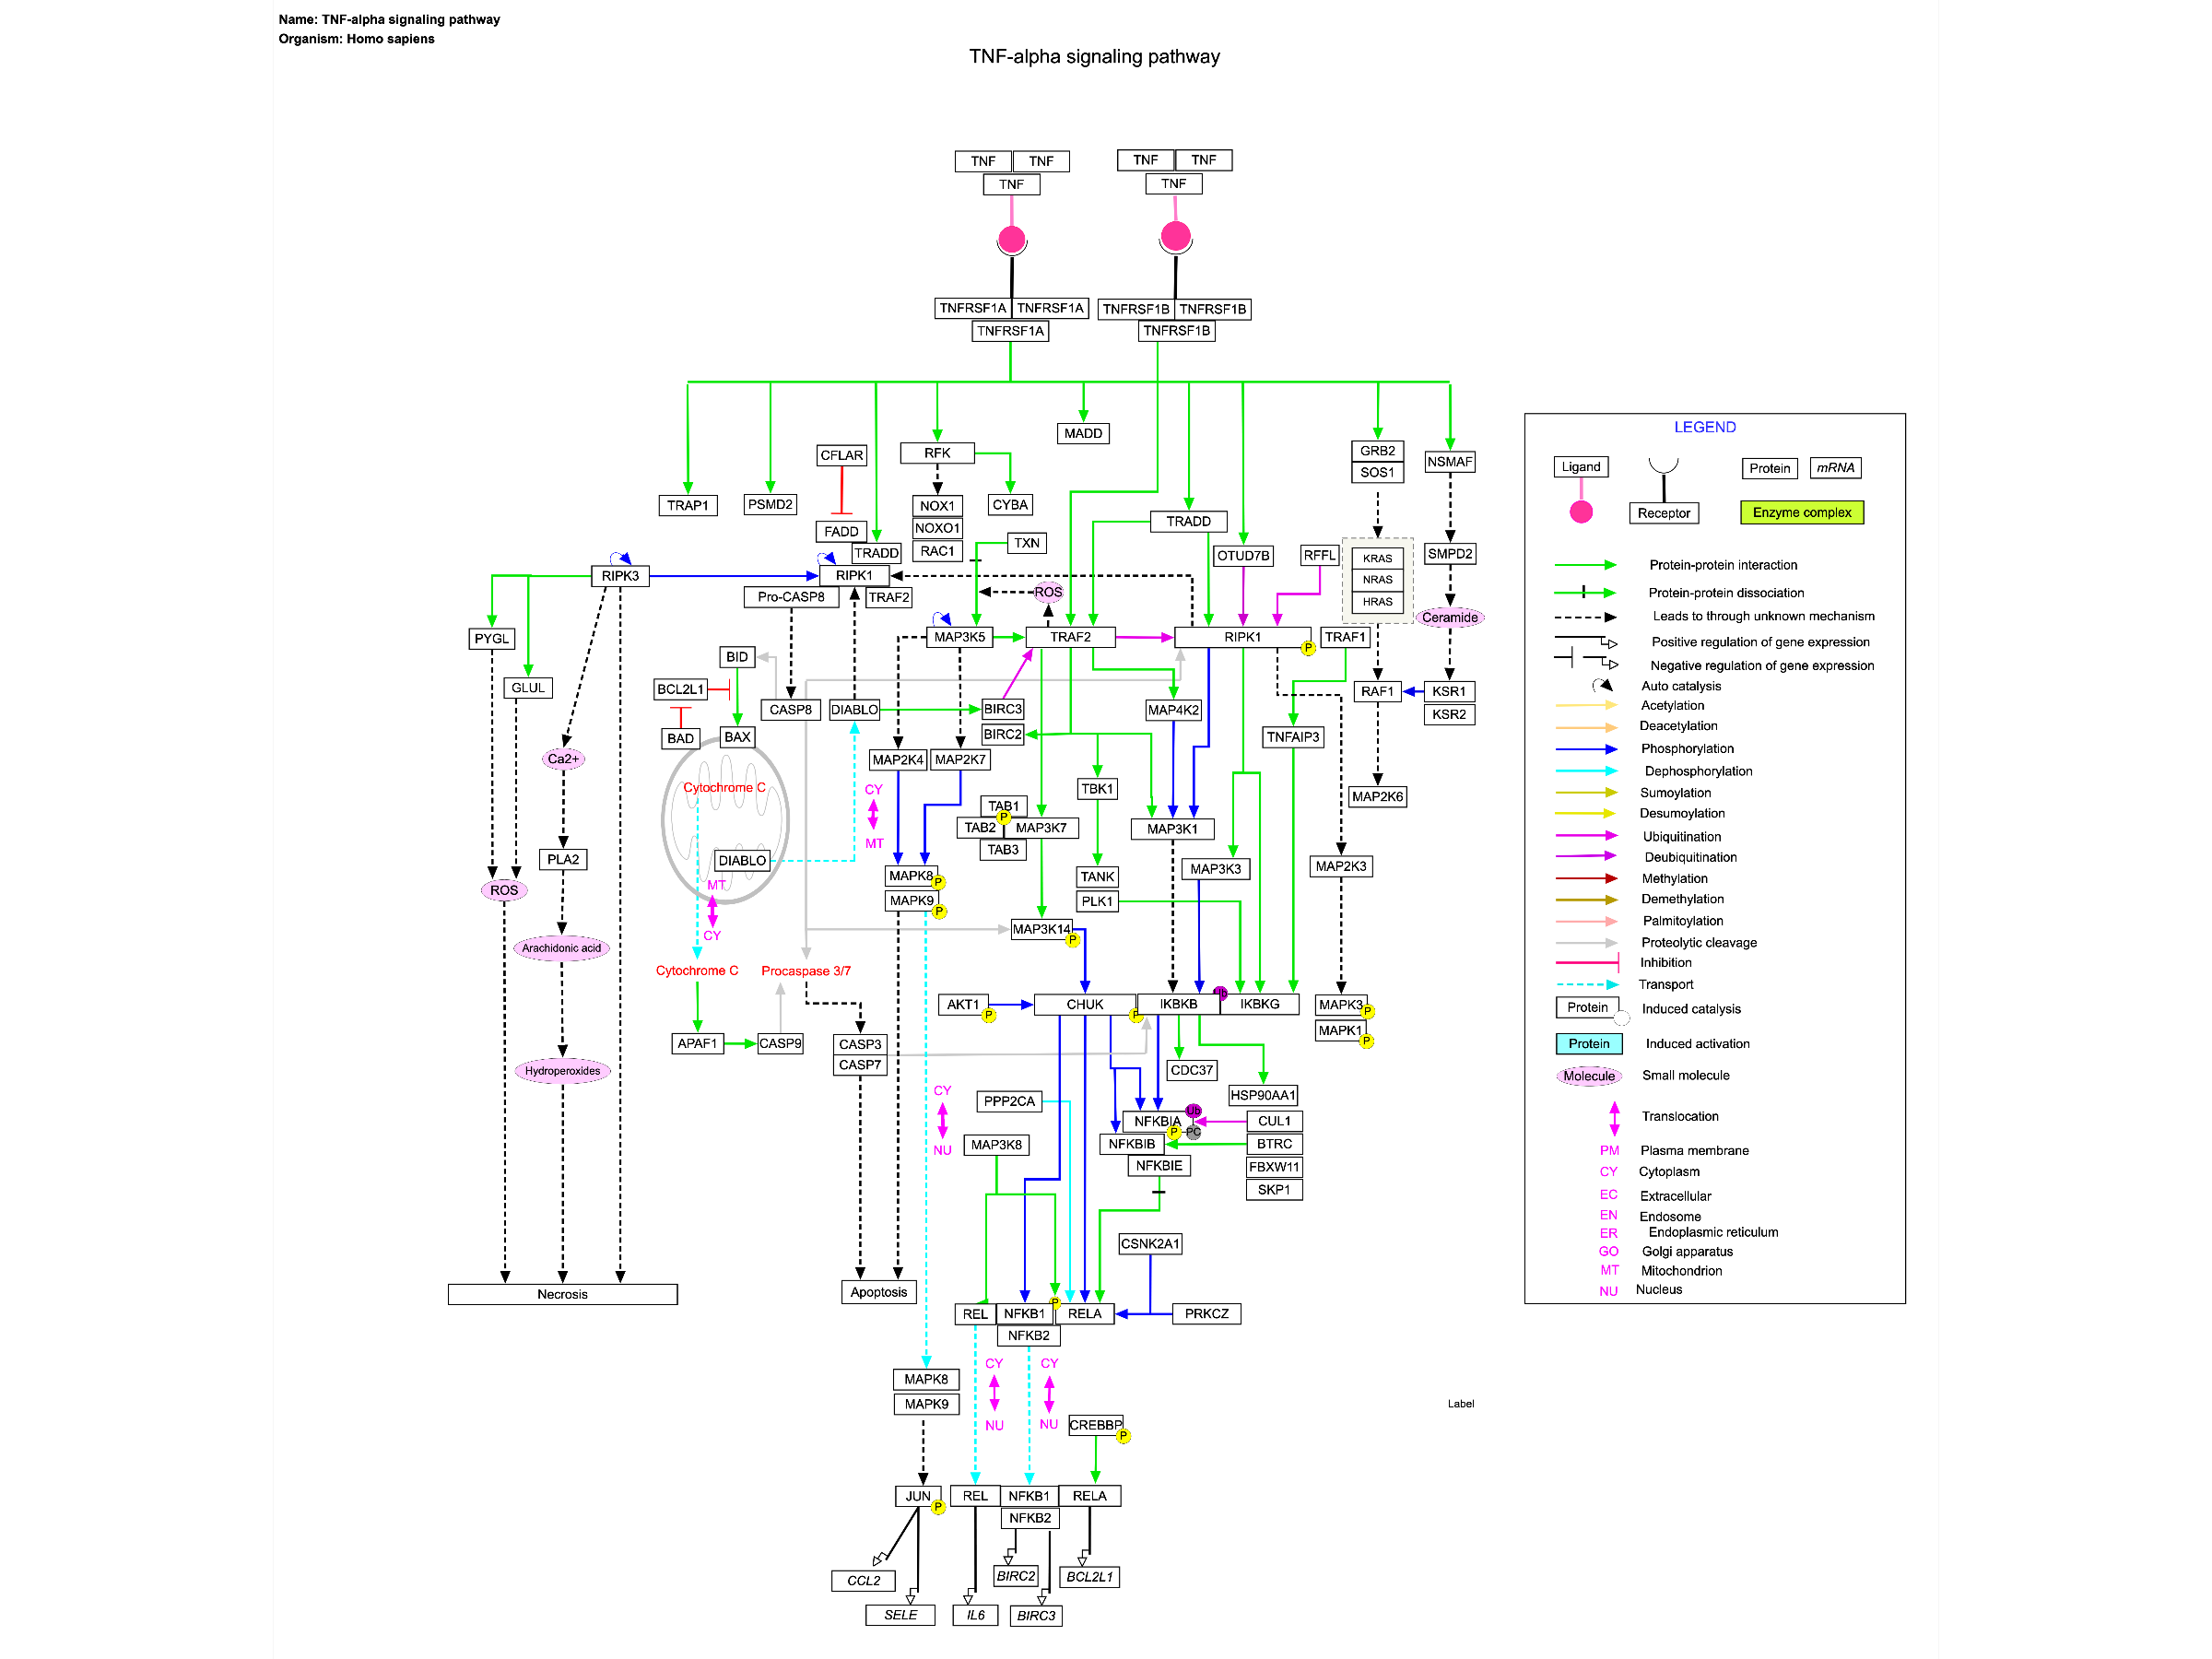 Name: TNF-alpha signaling pathway
Organism: Homo sapiens
TNF-alpha signaling pathway
TNF TNF TNF TNF
TNF TNF
TNFRSF1A TNFRSF1A TNFRSF1B TNFRSF1B
TNFRSF1A TNFRSF1B
MADD
CFLAR RFK GRB2 NSMAF
SOS1
TRAP1 PSMD2 NOX1 CYBA
FADD NOXO1 TRADD
TRADD RAC1 TXN OTUD7B RFFL KRAS SMPD2
RIPK3 RIPK1 NRAS
Pro-CASP8 TRAF2 ROS HRAS
Ceramide
PYGL MAP3K5 TRAF2 RIPK1 P TRAF1
BID
GLUL BCL2L1 RAF1 KSR1
CASP8 DIABLO BIRC3 MAP4K2 KSR2
BAD BAX BIRC2 TNFAIP3
Ca2+ MAP2K4 MAP2K7
Cytochrome C CY TBK1 MAP2K6
TAB1
P
TAB2 MAP3K7 MAP3K1
MT TAB3
PLA2 DIABLO MAP3K3 MAP2K3
ROS MT MAPK8 P TANK
MAPK9 P PLK1
CY MAP3K14 P
Arachidonic acid
Cytochrome C Procaspase 3/7
AKT1 P CHUK P IKBKB Ub IKBKG MAPK3 P
MAPK1 P
APAF1 CASP9 CASP3
CASP7
Hydroperoxides CDC37
CY PPP2CA HSP90AA1
NFKBIA Ub CUL1
P PC
NU MAP3K8 NFKBIB BTRC
NFKBIE FBXW11
SKP1
CSNK2A1
Necrosis Apoptosis
P
REL NFKB1 RELA PRKCZ
NFKB2
CY CY
MAPK8
MAPK9
NU NU CREBBP P
Label
JUN P REL NFKB1 RELA
NFKB2
CCL2 BIRC2 BCL2L1
SELE IL6 BIRC3
LEGEND
Ligand Protein mRNA
Receptor Enzyme complex
Protein-protein interaction
Protein-protein dissociation
Leads to through unknown mechanism
Positive regulation of gene expression
Negative regulation of gene expression
Auto catalysis
Acetylation
Deacetylation
Phosphorylation
Dephosphorylation
Sumoylation
Desumoylation
Ubiquitination
Deubiquitination
Methylation
Demethylation
Palmitoylation
Proteolytic cleavage
Inhibition
Transport
Protein Induced catalysis
Protein Induced activation
Molecule Small molecule
Translocation
PM Plasma membrane
CY Cytoplasm
EC Extracellular
EN Endosome
ER Endoplasmic reticulum
GO Golgi apparatus
MT Mitochondrion
NU Nucleus